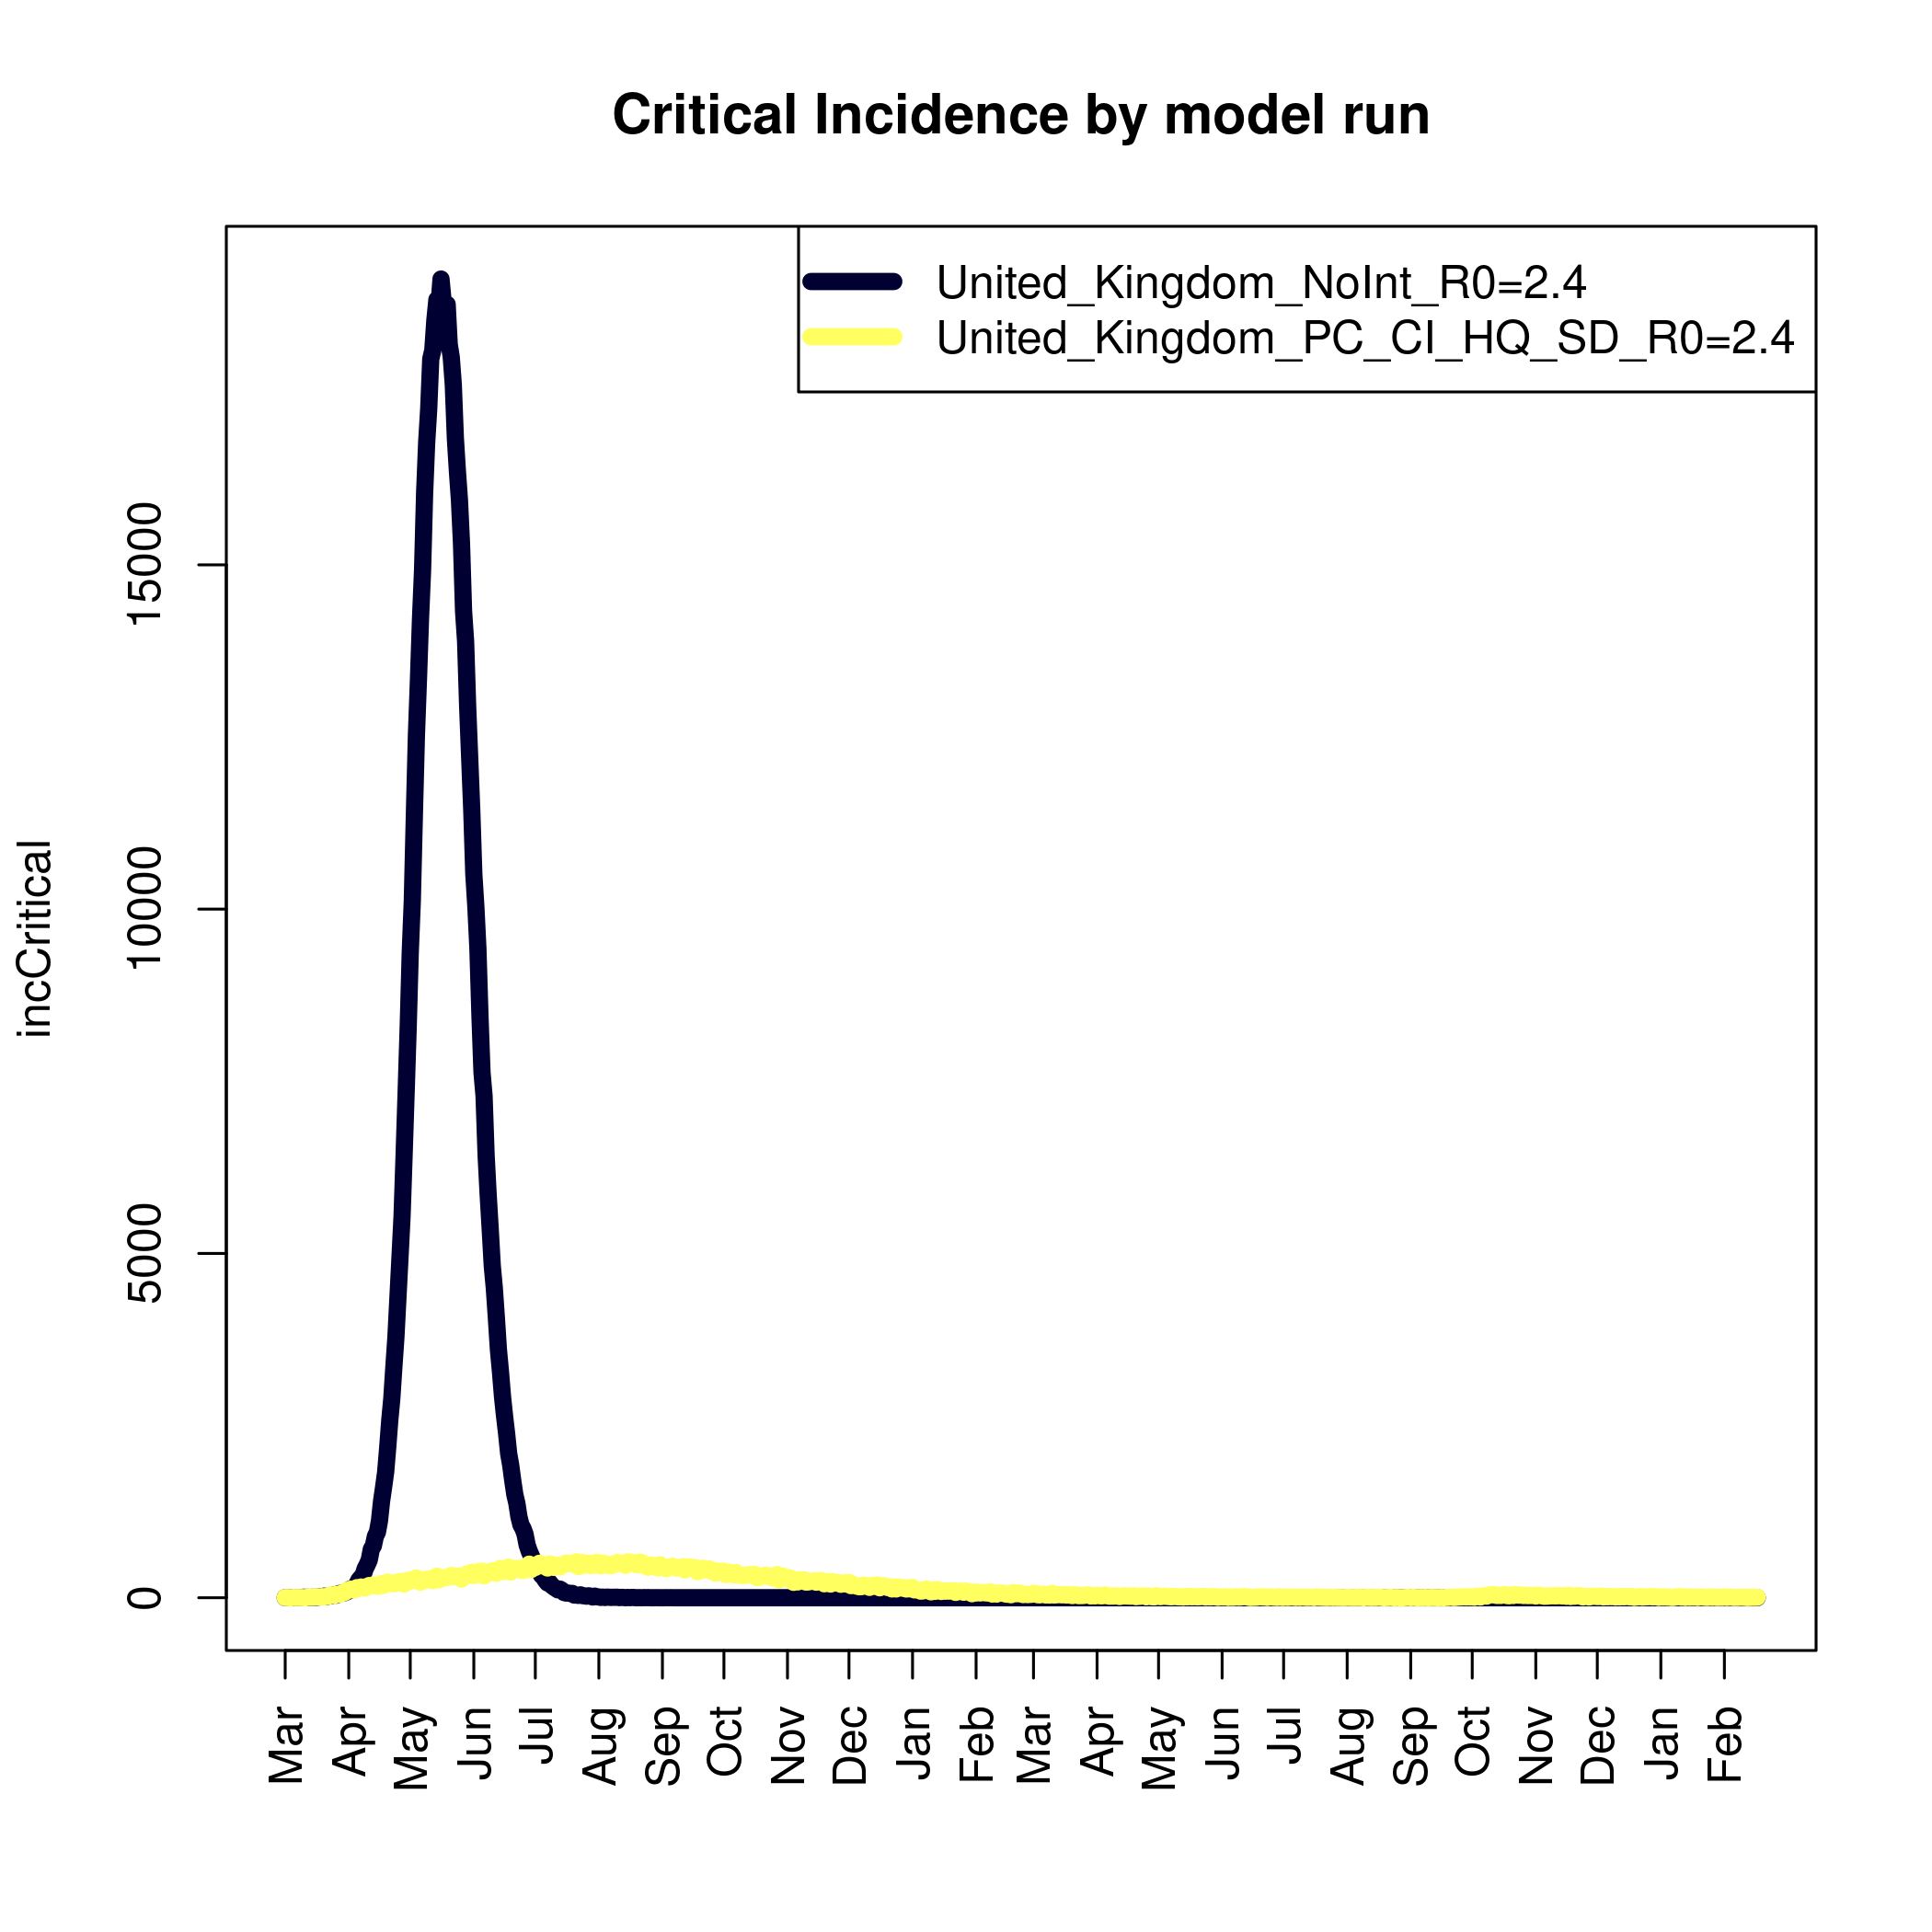 Critical Incidence by model run
United_Kingdom_NoInt_R0=2.4
United_Kingdom_PC_CI_HQ_SD_R0=2.4
incCritical
15000
10000
5000
0
Mar Apr May Jun Jul Aug Sep Oct Nov Dec Jan Feb Mar Apr May Jun Jul Aug Sep Oct Nov Dec Jan Feb